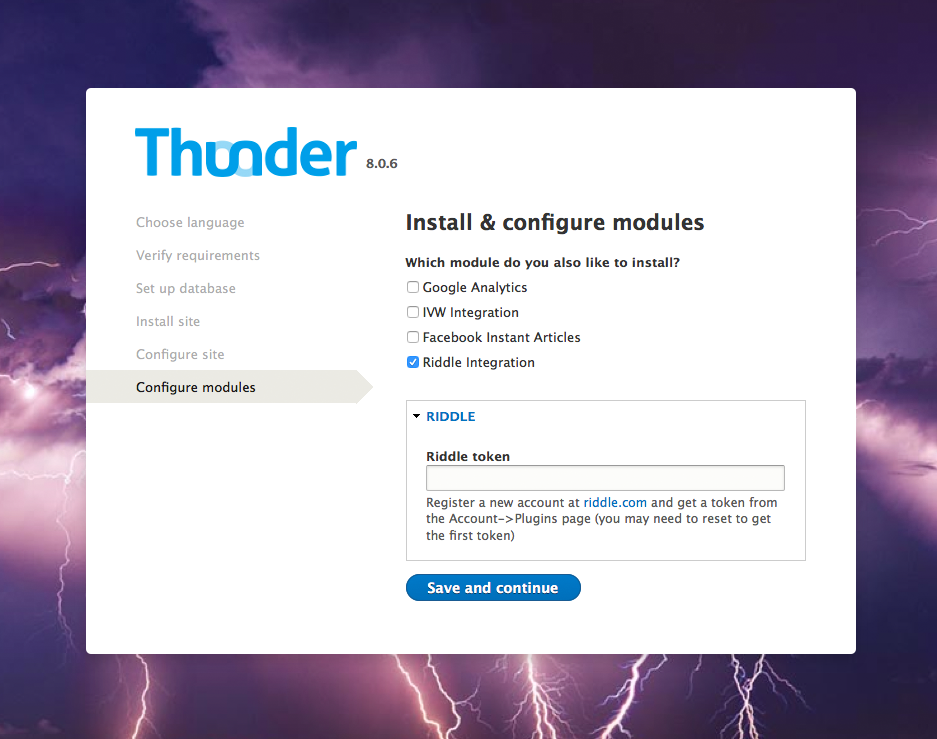 Thunder 8.0.6
Choose language
Verify requirements
Set up database
Install site
Configure site
Configure modules
Install & configure modules
Which module do you also like to install?
Google Analytics
IVW Integration
Facebook Instant Articles
Riddle Integration
RIDDLE
Riddle token
Register a new account at riddle.com and get a token from
the Account->Plugins page (you may need to reset to get
the first token)
Save and continue